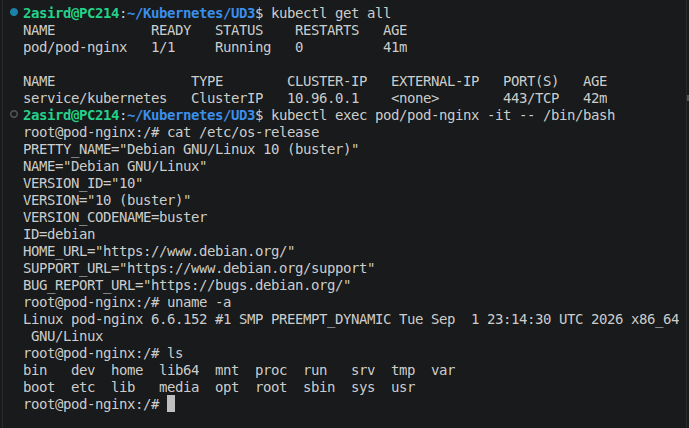 2asird@PC214:~/Kubernetes/UD3$ kubectl get all
NAME            READY   STATUS    RESTARTS   AGE
pod/pod-nginx   1/1     Running   0          41m
NAME                 TYPE        CLUSTER-IP   EXTERNAL-IP   PORT(S)   AGE
service/kubernetes   ClusterIP   10.96.0.1    <none>        443/TCP   42m
2asird@PC214:~/Kubernetes/UD3$ kubectl exec pod/pod-nginx -it -- /bin/bash
root@pod-nginx:/# cat /etc/os-release
PRETTY_NAME="Debian GNU/Linux 10 (buster)"
NAME="Debian GNU/Linux"
VERSION_ID="10"
VERSION="10 (buster)"
VERSION_CODENAME=buster
ID=debian
HOME_URL="https://www.debian.org/"
SUPPORT_URL="https://www.debian.org/support"
BUG_REPORT_URL="https://bugs.debian.org/"
root@pod-nginx:/# uname -a
Linux pod-nginx 6.6.152 #1 SMP PREEMPT_DYNAMIC Tue Sep  1 23:14:30 UTC 2026 x86_64
 GNU/Linux
root@pod-nginx:/# ls
bin   dev  home  lib64  mnt  proc  run   srv  tmp  var
boot  etc  lib   media  opt  root  sbin  sys  usr
root@pod-nginx:/#